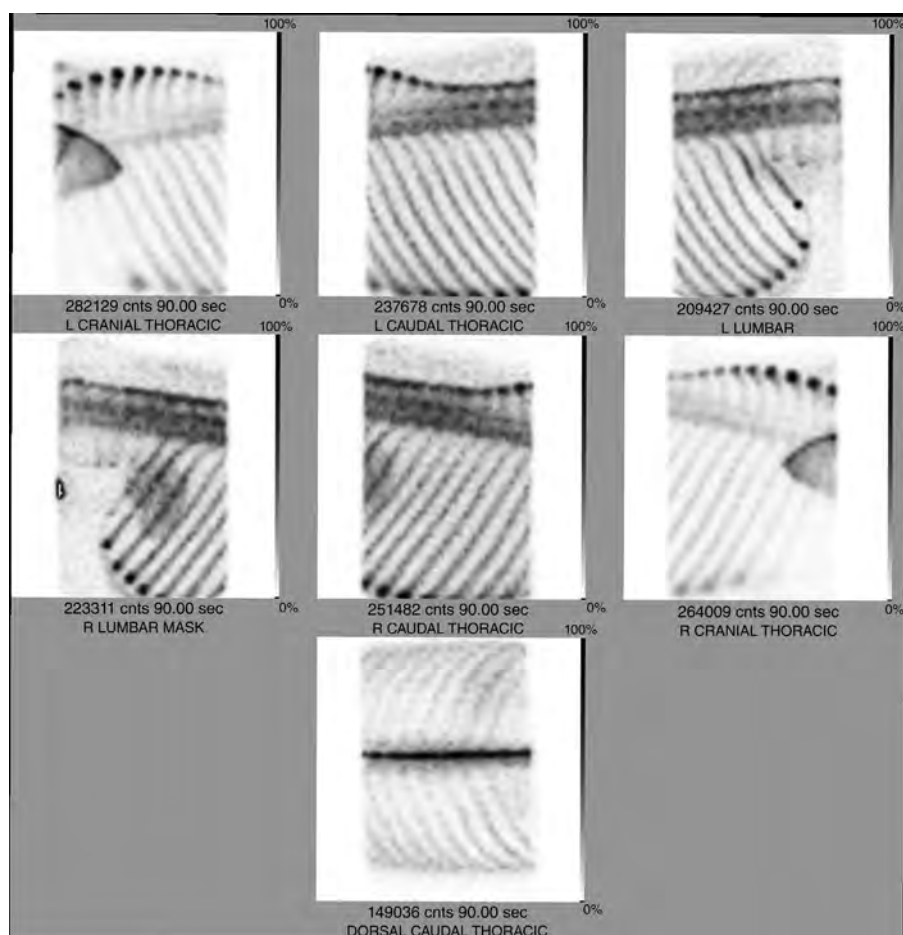 100% 100% 100%
0% 0% 0%
282129 cnts 90.00 sec 237678 cnts 90.00 sec 209427 cnts 90.00 sec
L CRANIAL THORACIC L CAUDAL THORACIC L LUMBAR
100% 100% 100%
0% 0% 0%
223311 cnts 90.00 sec 251482 cnts 90.00 sec 264009 cnts 90.00 sec
R LUMBAR MASK R CAUDAL THORACIC R CRANIAL THORACIC
100%
0%
149036 cnts 90.00 sec
DORSAL CAUDAL THORACIC